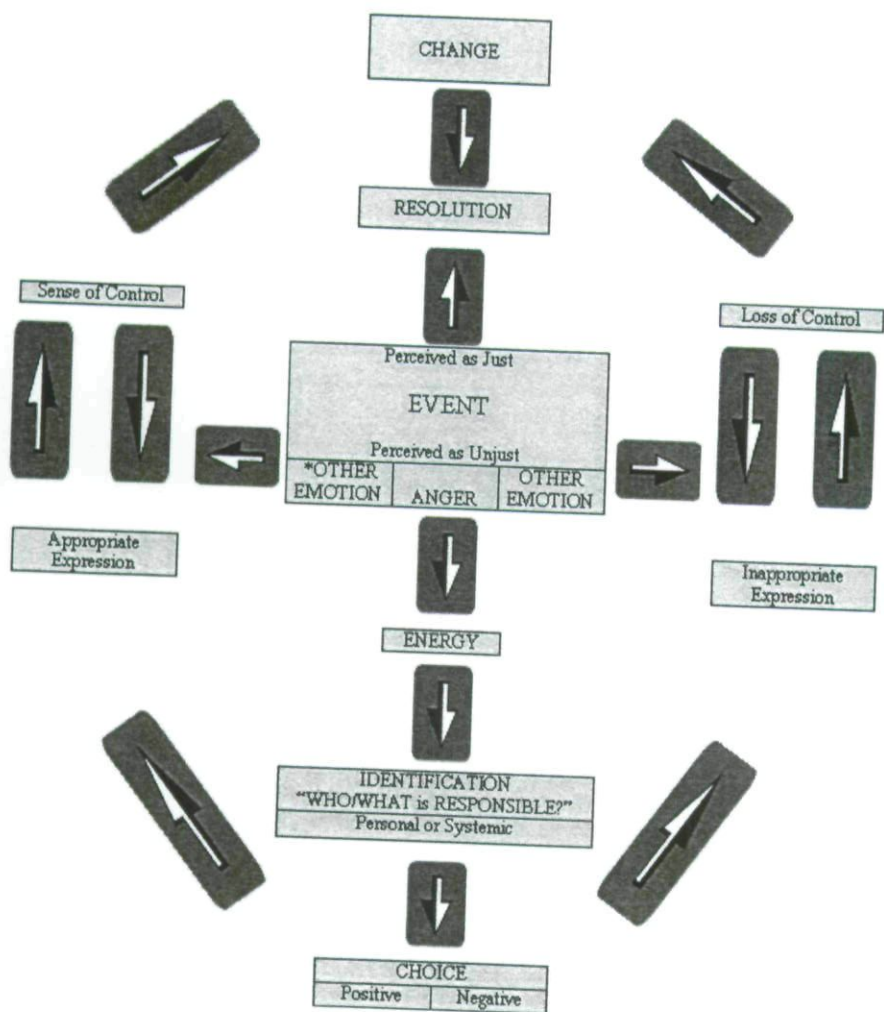 CHANGE
RESOLUTION
Sense of Control
Loss of Control
Perceived as Just
EVENT
Perceived as Unjust
*OTHER
EMOTION
ANGER
OTHER
EMOTION
Appropriate
Expression
Inappropriate
Expression
ENERGY
IDENTIFICATION
“WHO/WHAT is RESPONSIBLE?”
Personal or Systemic
CHOICE
Positive
Negative